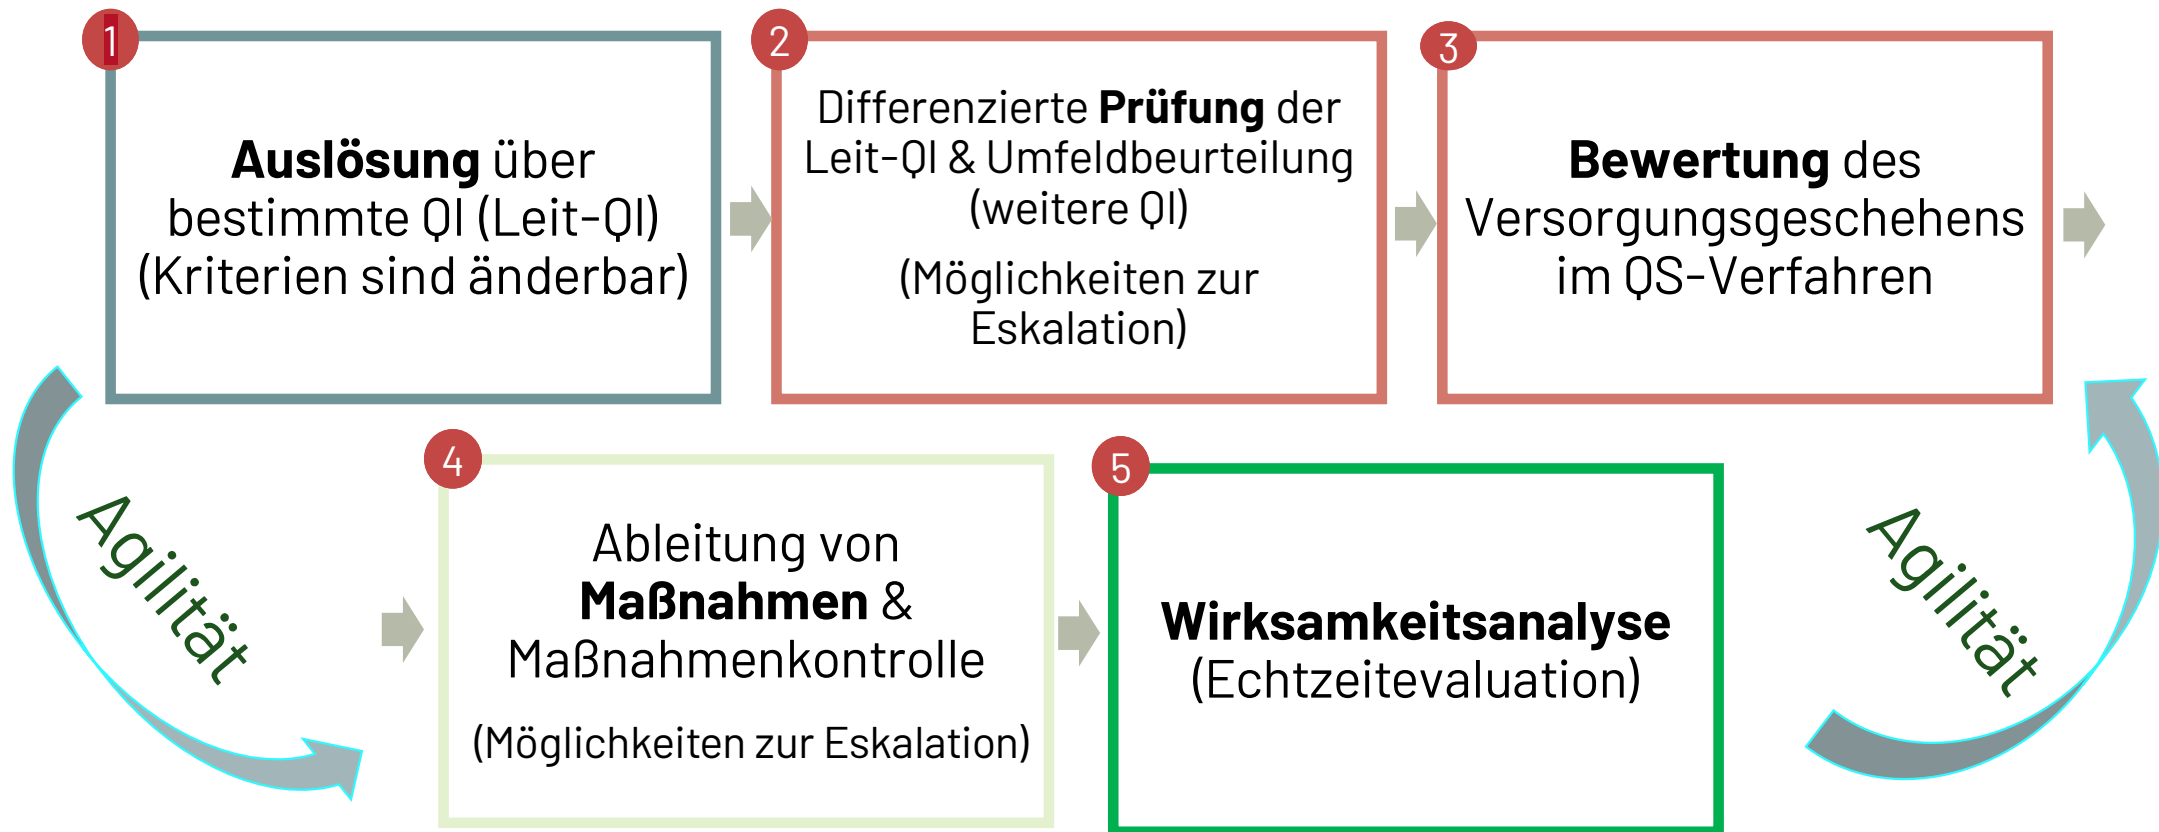 1
Auslösung über
bestimmte QI (Leit-QI)
(Kriterien sind änderbar)
2
Differenzierte Prüfung der
Leit-QI & Umfeldbeurteilung
(weitere QI)
(Möglichkeiten zur
Eskalation)
3
Bewertung des
Versorgungsgeschehens
im QS-Verfahren
Agilität
4
Ableitung von
Maßnahmen &
Maßnahmenkontrolle
(Möglichkeiten zur Eskalation)
5
Wirksamkeitsanalyse
(Echtzeitevaluation)
Agilität